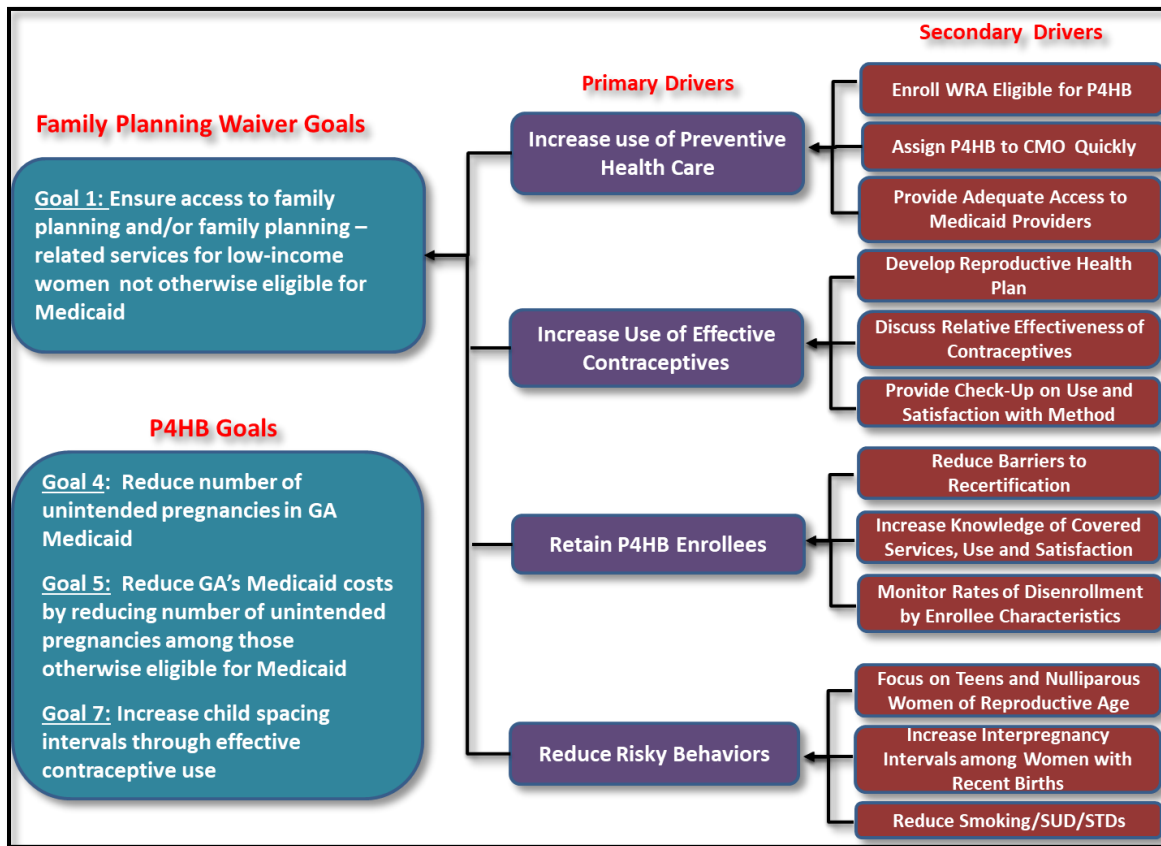 Family Planning Waiver Goals
Goal 1: Ensure access to family
planning and/or family planning –
related services for low-income
women not otherwise eligible for
Medicaid
P4HB Goals
Goal 4: Reduce number of
unintended pregnancies in GA
Medicaid
Goal 5: Reduce GA's Medicaid costs
by reducing number of unintended
pregnancies among those
otherwise eligible for Medicaid
Goal 7: Increase child spacing
intervals through effective
contraceptive use
Primary Drivers
Increase use of Preventive
Health Care
Increase Use of Effective
Contraceptives
Retain P4HB Enrollees
Reduce Risky Behaviors
Secondary Drivers
Enroll WRA Eligible for P4HB
Assign P4HB to CMO Quickly
Provide Adequate Access to
Medicaid Providers
Develop Reproductive Health
Plan
Discuss Relative Effectiveness of
Contraceptives
Provide Check-Up on Use and
Satisfaction with Method
Reduce Barriers to
Recertification
Increase Knowledge of Covered
Services, Use and Satisfaction
Monitor Rates of Disenrollment
by Enrollee Characteristics
Focus on Teens and Nulliparous
Women of Reproductive Age
Increase Interpregnancy
Intervals among Women with
Recent Births
Reduce Smoking/SUD/STDs